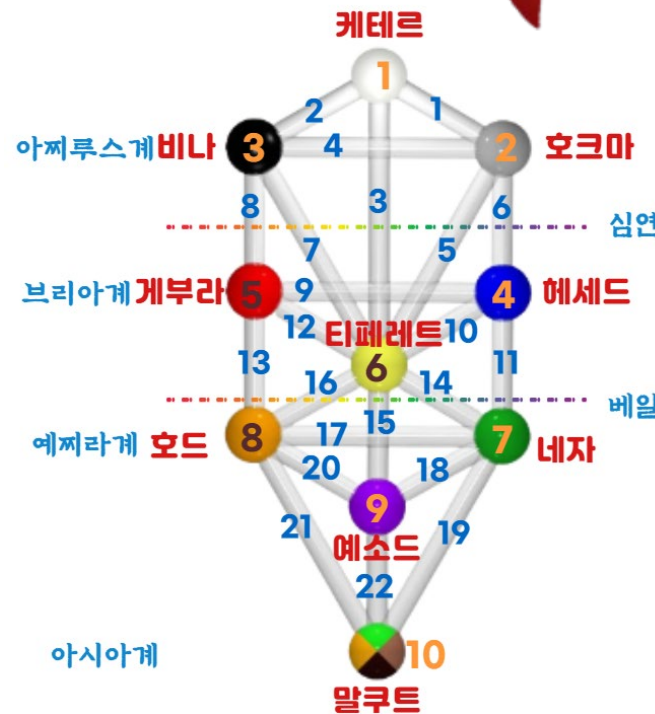 케테르
1
2 1
아찌루스계 비나 3 4 2 호크마
8 3 6
심연
7 5
브리아계 게부라 5 9 4 헤세드
12 티페레트 10
13 6 11
16 14
베일
15
예찌라계 호드 8 17 7 네자
20 18
9
21 예소드 19
22
아시아계 10
말쿠트